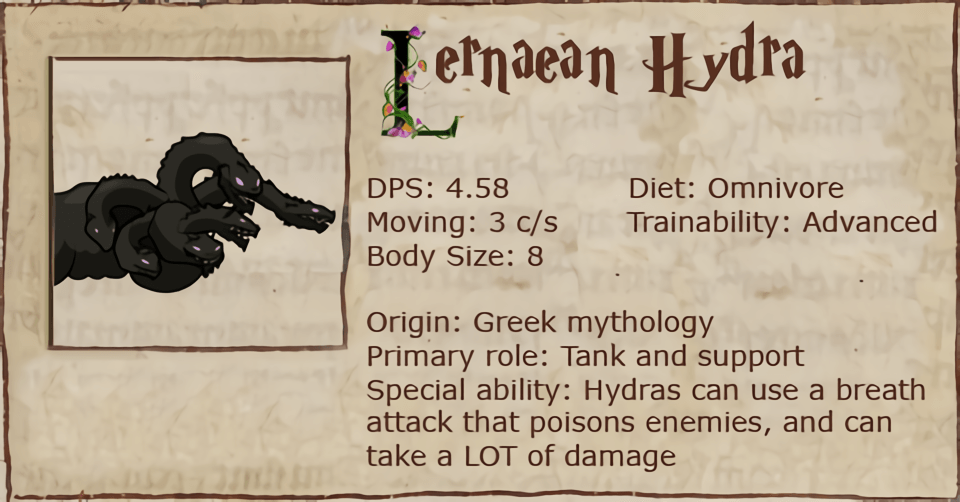 Lernaean Hydra
DPS: 4.58 Diet: Omnivore
Moving: 3 c/s Trainability: Advanced
Body Size: 8
Origin: Greek mythology
Primary role: Tank and support
Special ability: Hydras can use a breath
attack that poisons enemies, and can
take a LOT of damage